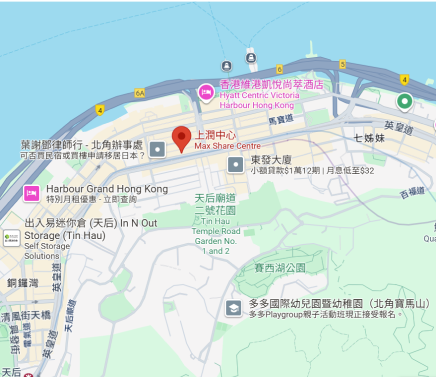 5
6
4
6A
香港維港凱悅尚萃酒店
Hyatt Centric Victoria
Harbour Hong Kong
4
馬寶道
英皇道
七姊妹
上潤中心
Max Share Centre
葉謝鄧律師行 - 北角辦事處
可否買民宿或買樓申請移居日本？
東發大廈
小額貸款$1萬12期 | 月息低至$32
Harbour Grand Hong Kong
特別月租優惠 - 立即查詢
百福道
天后廟道
二號花園
Tin Hau
Temple Road
Garden No.
1 and 2
出入易迷你倉 (天后) In N Out
Storage (Tin Hau)
Self Storage
Solutions
賽西湖公園
銅鑼灣
英皇道
天后廟道
清風街天橋
電氣道
英皇道
天后
多多國際幼兒園暨幼稚園（北角寶馬山）
多多Playgroup親子活動班現正接受報名。